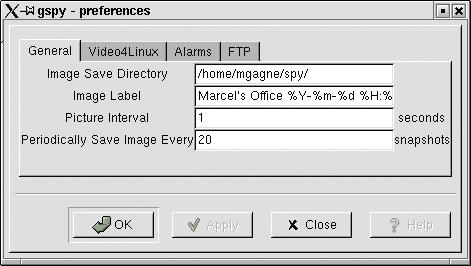 gspy - preferences
General Video4Linux Alarms FTP
Image Save Directory /home/mgagne/spy/
Image Label Marcel's Office %Y-%m-%d %H:%
Picture Interval 1 seconds
Periodically Save Image Every 20 snapshots
OK Apply Close Help